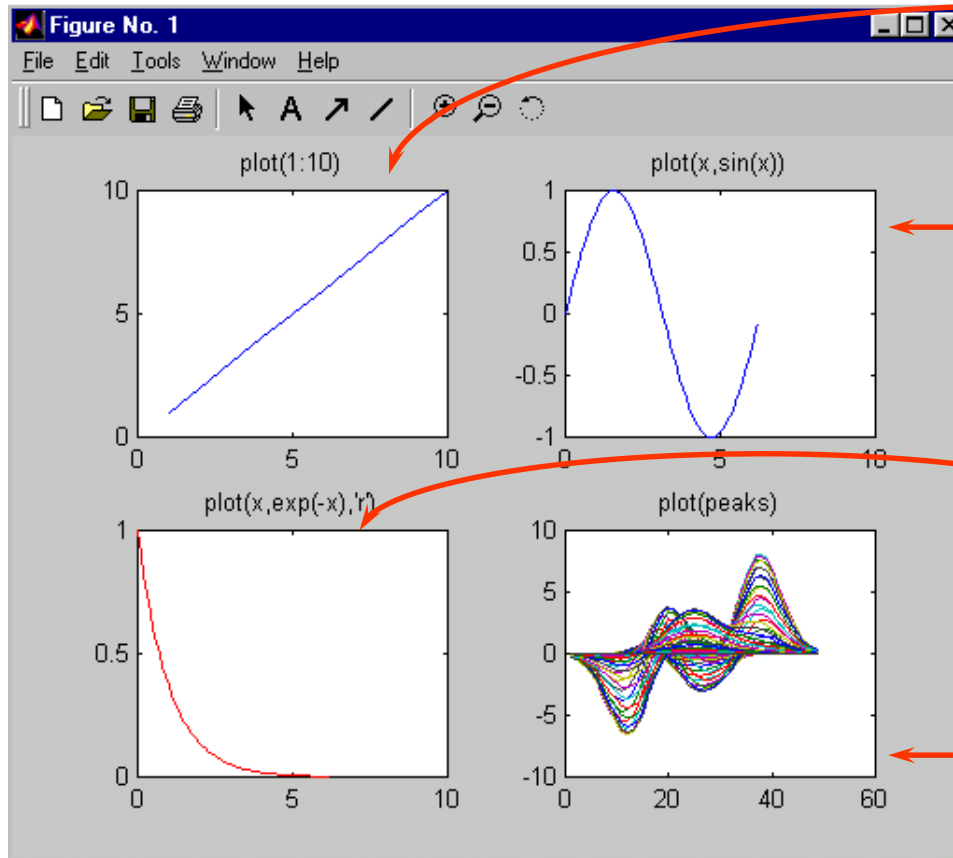 Figure No. 1
File Edit Tools Window Help
A
plot(1:10)
10
5
0
0 5 10
plot(x,sin(x))
1
0.5
0
-0.5
-1
0 5 10
plot(x,exp(-x),'r')
1
0.5
0
0 5 10
plot(peaks)
10
5
0
-5
-10
0 20 40 60